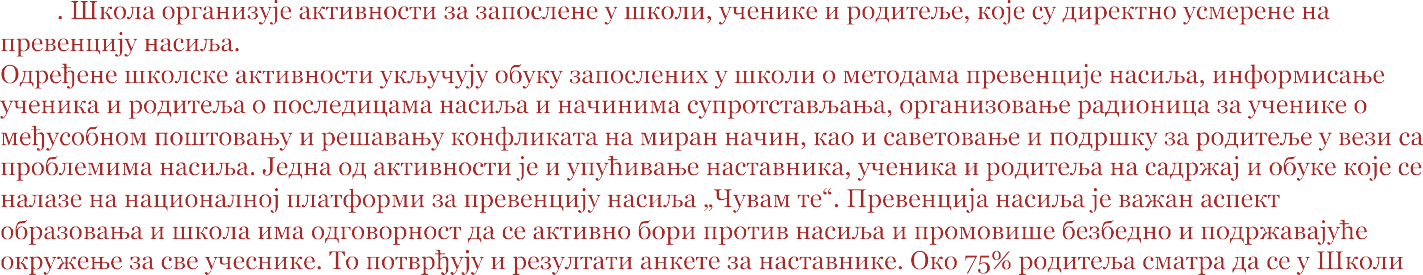 . Школа организује активности за запослене у школи, ученике и родитеље, које су директно усмерене на
превенцију насиља.
Одређене школске активности укључују обуку запослених у школи о методама превенције насиља, информисање
ученика и родитеља о последицама насиља и начинима супротстављања, организовање радионица за ученике о
међусобном поштовању и решавању конфликата на миран начин, као и саветовање и подршку за родитеље у вези са
проблемима насиља. Једна од активности је и упућивање наставника, ученика и родитеља на садржај и обуке које се
налазе на националној платформи за превенцију насиља „Чувам те“. Превенција насиља је важан аспект
образовања и школа има одговорност да се активно бори против насиља и промовише безбедно и подржавајуће
окружење за све учеснике. То потврђују и резултати анкете за наставнике. Око 75% родитеља сматра да се у Школи